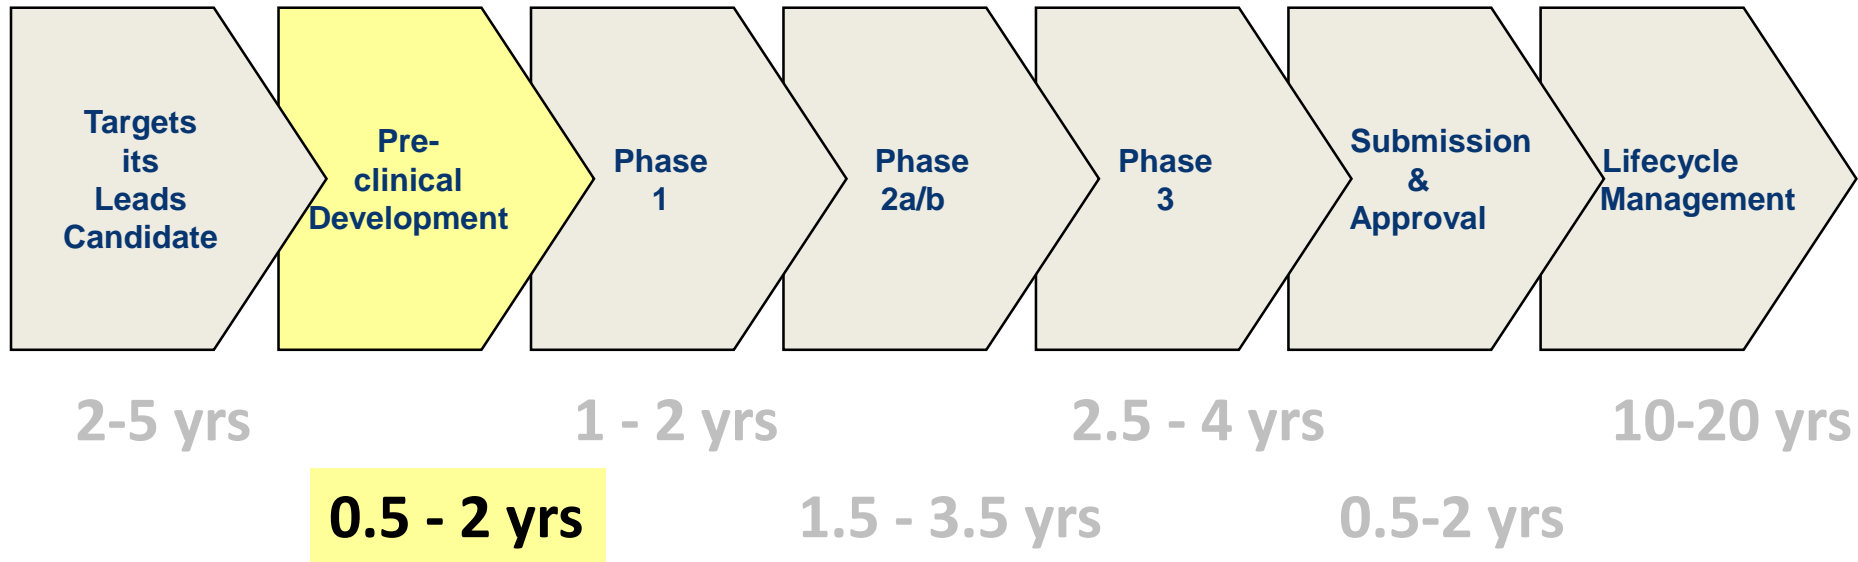 Targets
its
Leads
Candidate
Pre-
clinical
Development
Phase
1
Phase
2a/b
Phase
3
Submission
&
Approval
Lifecycle
Management
2-5 yrs
1 - 2 yrs
2.5 - 4 yrs
10-20 yrs
0.5 - 2 yrs
1.5 - 3.5 yrs
0.5-2 yrs